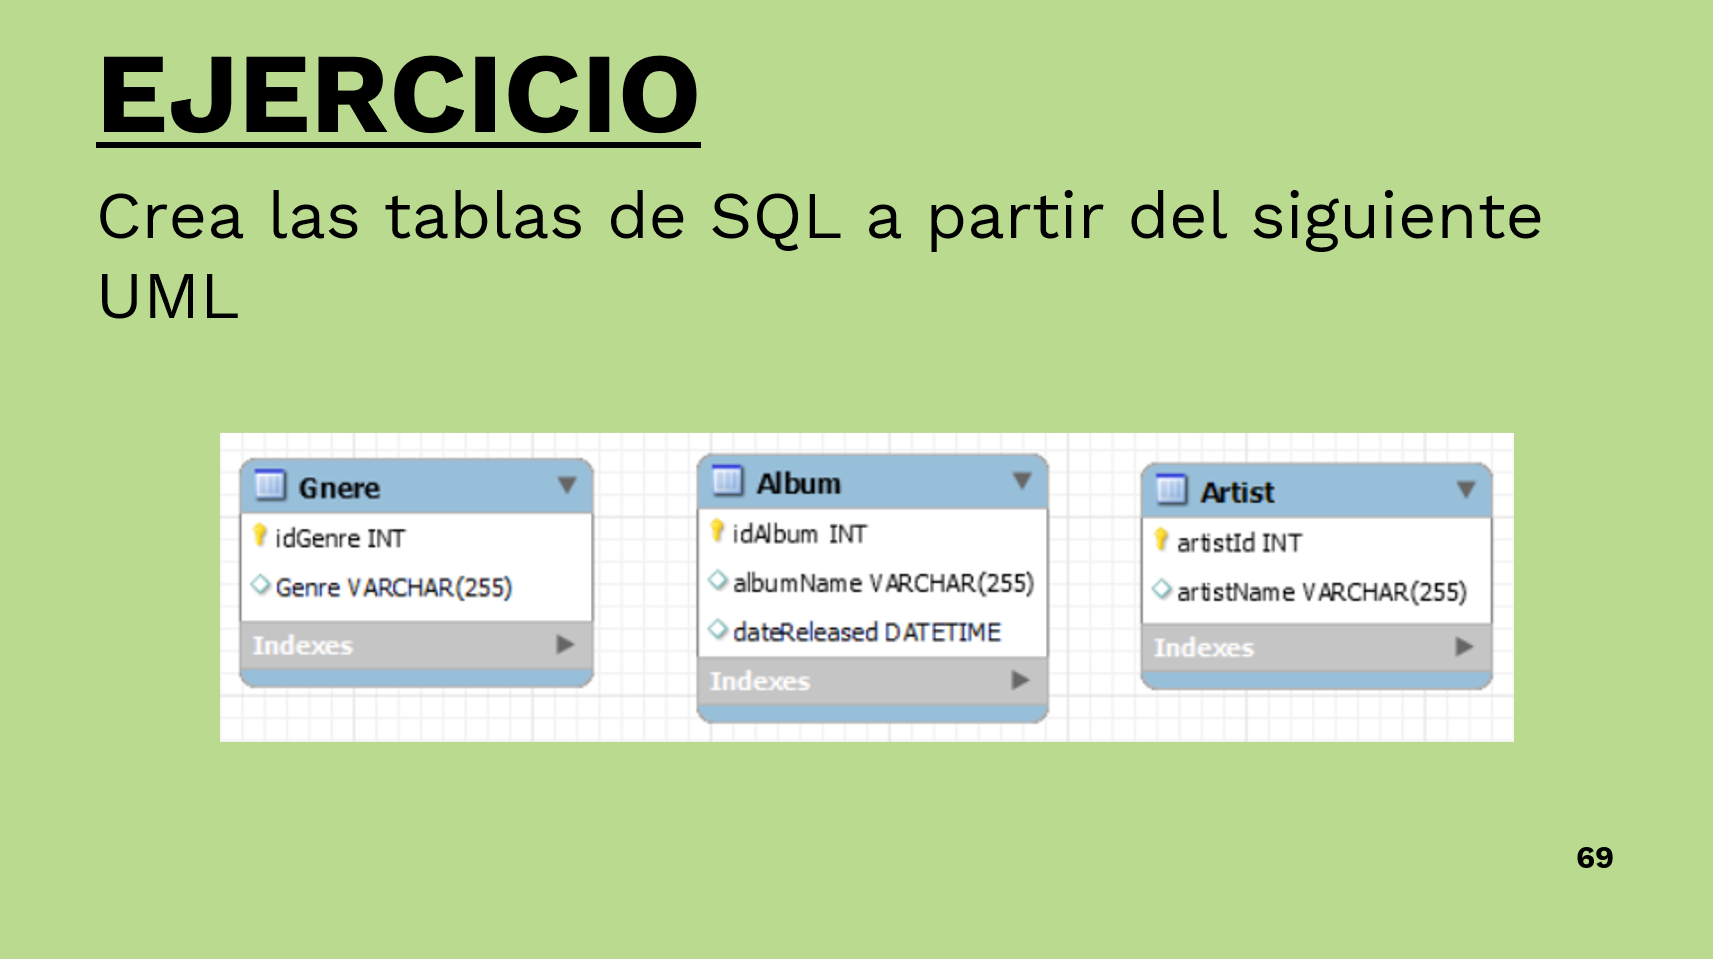 EJERCICIO
Crea las tablas de SQL a partir del siguiente
UML
Gnere
idGenre INT
Genre VARCHAR(255)
Indexes
Album
idAlbum INT
albumName VARCHAR(255)
dateReleased DATETIME
Indexes
Artist
artistId INT
artistName VARCHAR(255)
Indexes
69